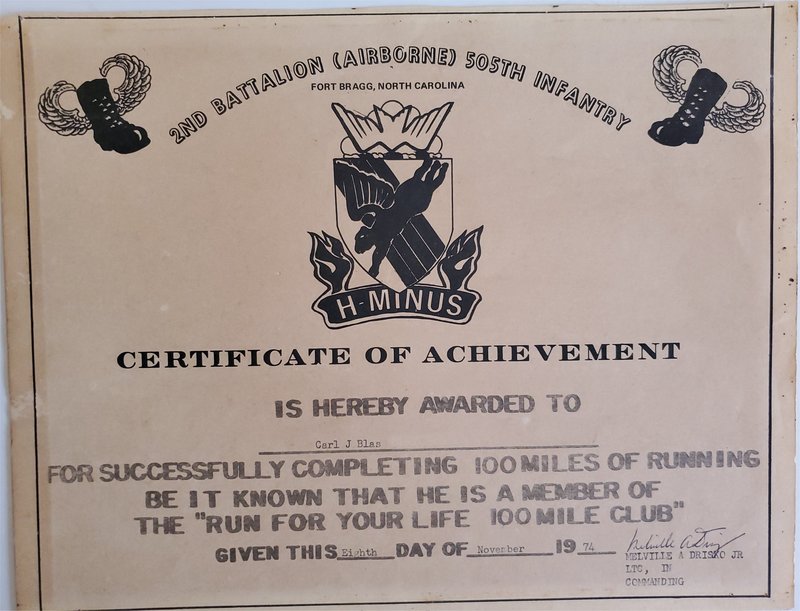 2ND BATTALION (AIRBORNE) 505TH INFANTRY
FORT BRAGG, NORTH CAROLINA
H-MINUS
CERTIFICATE OF ACHIEVEMENT
IS HEREBY AWARDED TO
Carl J Blas
FOR SUCCESSFULLY COMPLETING 100 MILES OF RUNNING
BE IT KNOWN THAT HE IS A MEMBER OF
THE "RUN FOR YOUR LIFE 100 MILE CLUB"
GIVEN THIS Eighth DAY OF November 19 74
MELVILLE A DRISKO JR
LTC, IN
COMMANDING